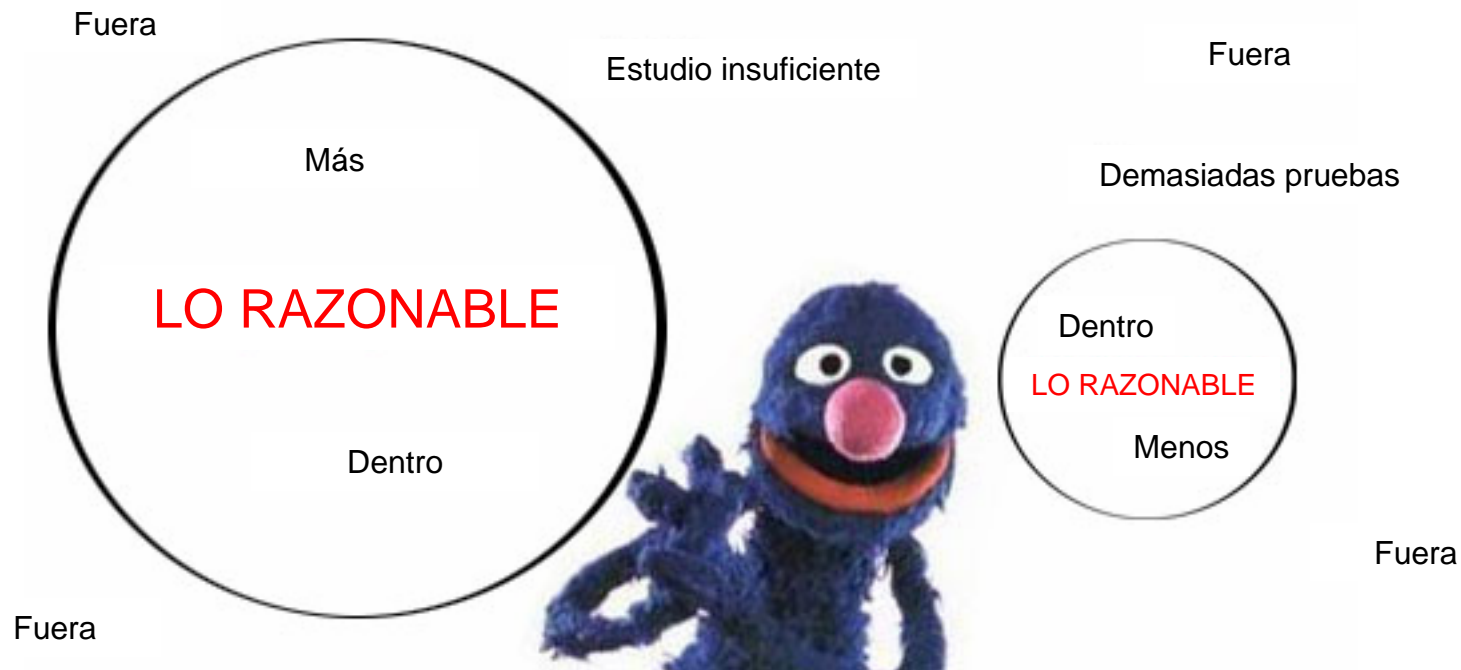 Fuera
Estudio insuficiente
Fuera
Más
Demasiadas pruebas
LO RAZONABLE
Dentro
LO RAZONABLE
Dentro
Menos
Fuera
Fuera